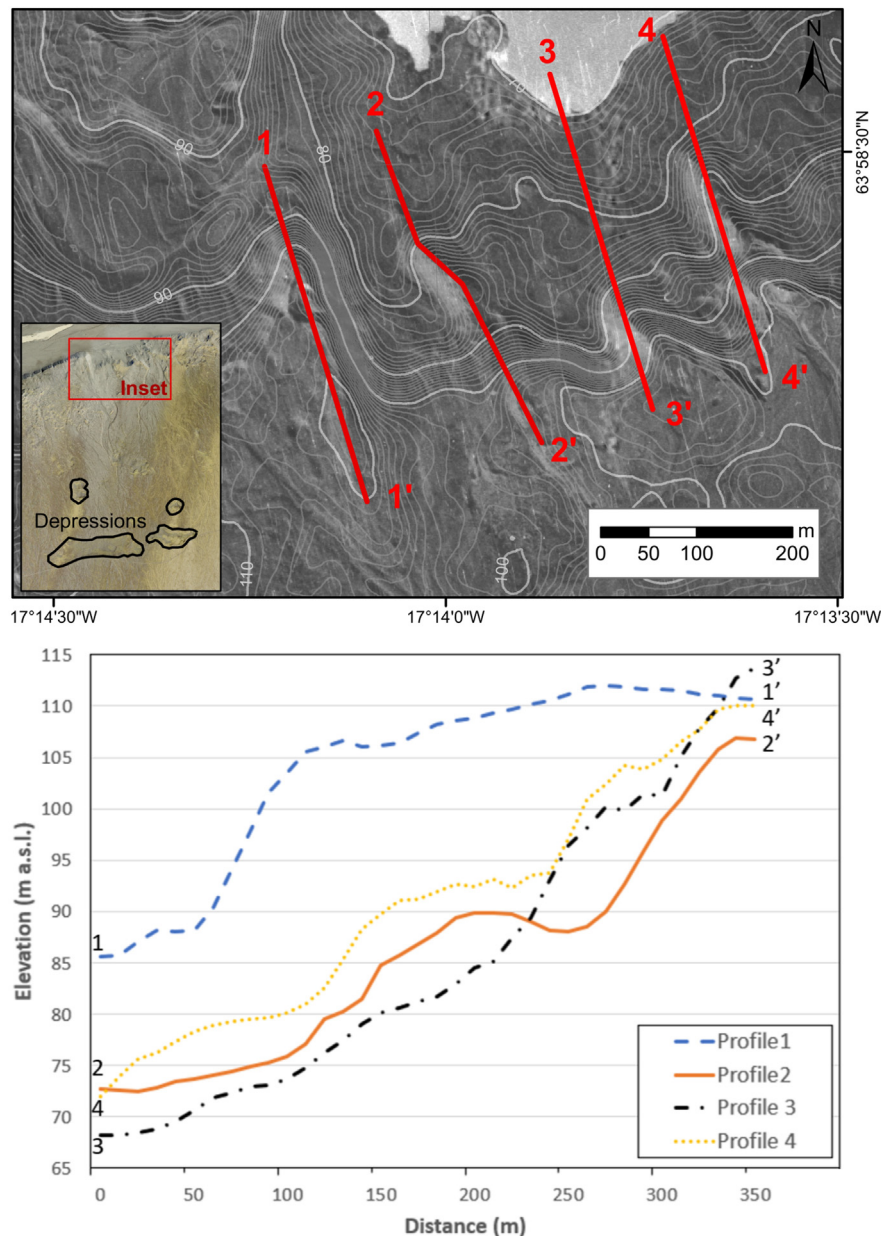 N
1
2
3
4
90
80
70
63°58'30"N
90
Inset
Depressions
1'
2'
3'
4'
110
100
m
0 50 100 200
17°14'30"W
17°14'0"W
17°13'30"W
115
110
105
100
95
90
85
80
75
70
65
Elevation (m a.s.l.)
1
2
4
3
3’
1’
4’
2’
Profile1
Profile2
Profile 3
Profile 4
0 50 100 150 200 250 300 350
Distance (m)